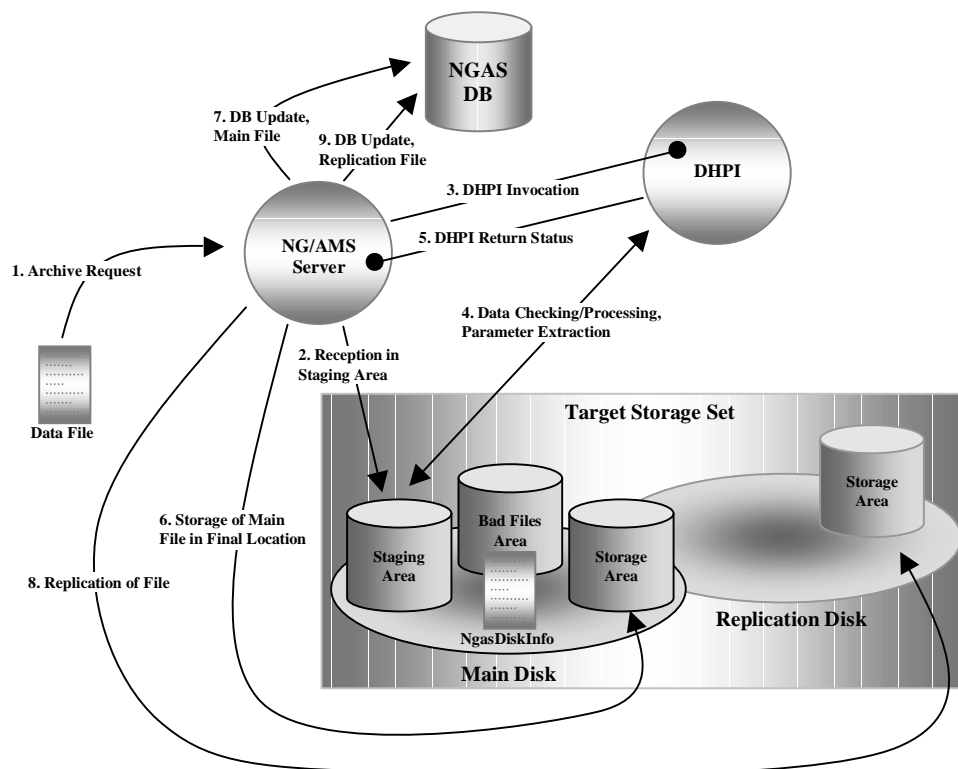 NGAS
DB
7. DB Update,
Main File
9. DB Update,
Replication File
DHPI
3. DHPI Invocation
5. DHPI Return Status
NG/AMS
Server
1. Archive Request
4. Data Checking/Processing,
Parameter Extraction
2. Reception in
Staging Area
Data File
Target Storage Set
Storage
Area
6. Storage of Main
File in Final Location
Bad Files
Area
Staging
Area
Storage
Area
8. Replication of File
Replication Disk
NgasDiskInfo
Main Disk